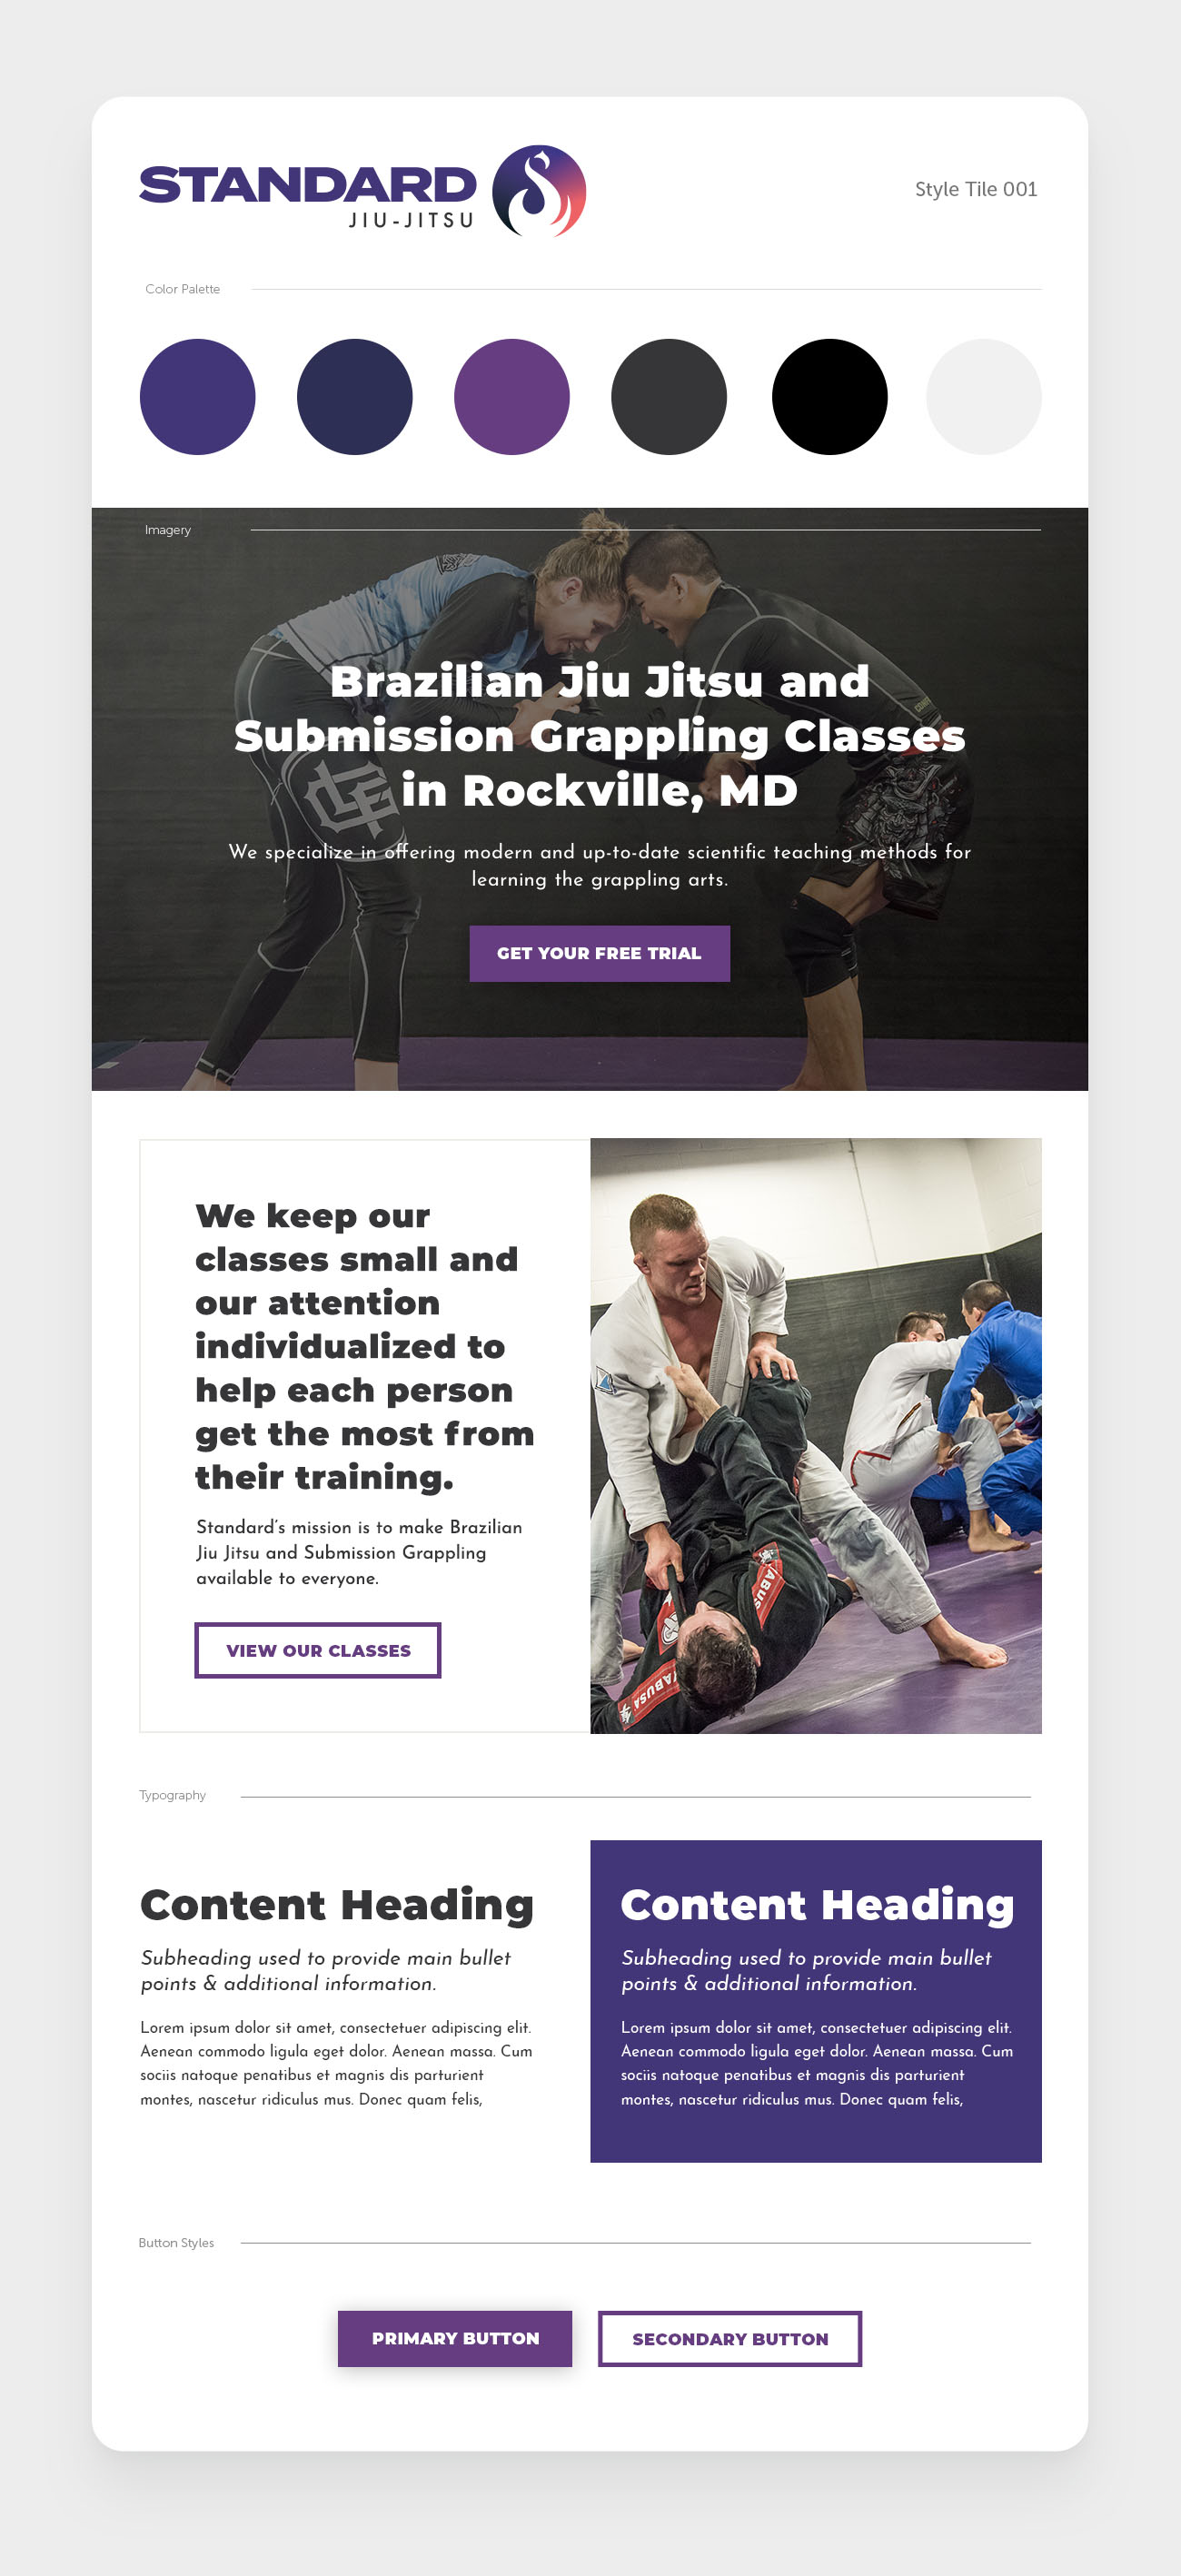 STANDARD
JIU-JITSU
Style Tile 001
Color Palette
Imagery
Brazilian Jiu Jitsu and
Submission Grappling Classes
in Rockville, MD
We specialize in offering modern and up-to-date scientific teaching methods for
learning the grappling arts.
GET YOUR FREE TRIAL
We keep our
classes small and
our attention
individualized to
help each person
get the most from
their training.
Standard's mission is to make Brazilian
Jiu Jitsu and Submission Grappling
available to everyone.
VIEW OUR CLASSES
Typography
Content Heading
Subheading used to provide main bullet
points & additional information.
Lorem ipsum dolor sit amet, consectetuer adipiscing elit.
Aenean commodo ligula eget dolor. Aenean massa. Cum
sociis natoque penatibus et magnis dis parturient
montes, nascetur ridiculus mus. Donec quam felis,
Content Heading
Subheading used to provide main bullet
points & additional information.
Lorem ipsum dolor sit amet, consectetuer adipiscing elit.
Aenean commodo ligula eget dolor. Aenean massa. Cum
sociis natoque penatibus et magnis dis parturient
montes, nascetur ridiculus mus. Donec quam felis,
Button Styles
PRIMARY BUTTON
SECONDARY BUTTON